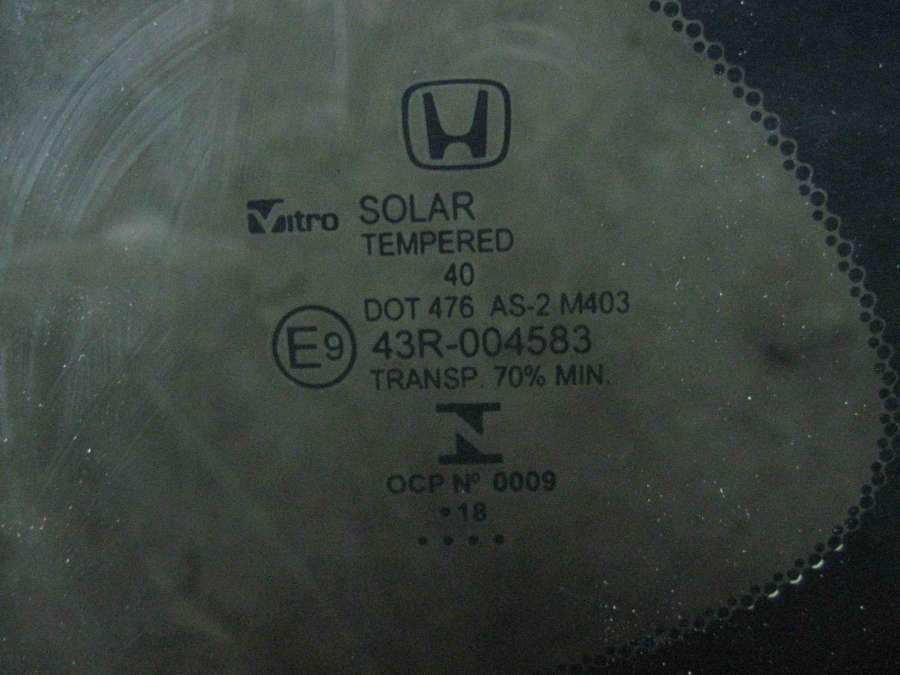 Vitro SOLAR
TEMPERED
40
DOT 476 AS-2 M403
E9 43R-004583
TRANSP. 70% MIN.
OCP Nº 0009
•18
• • • •